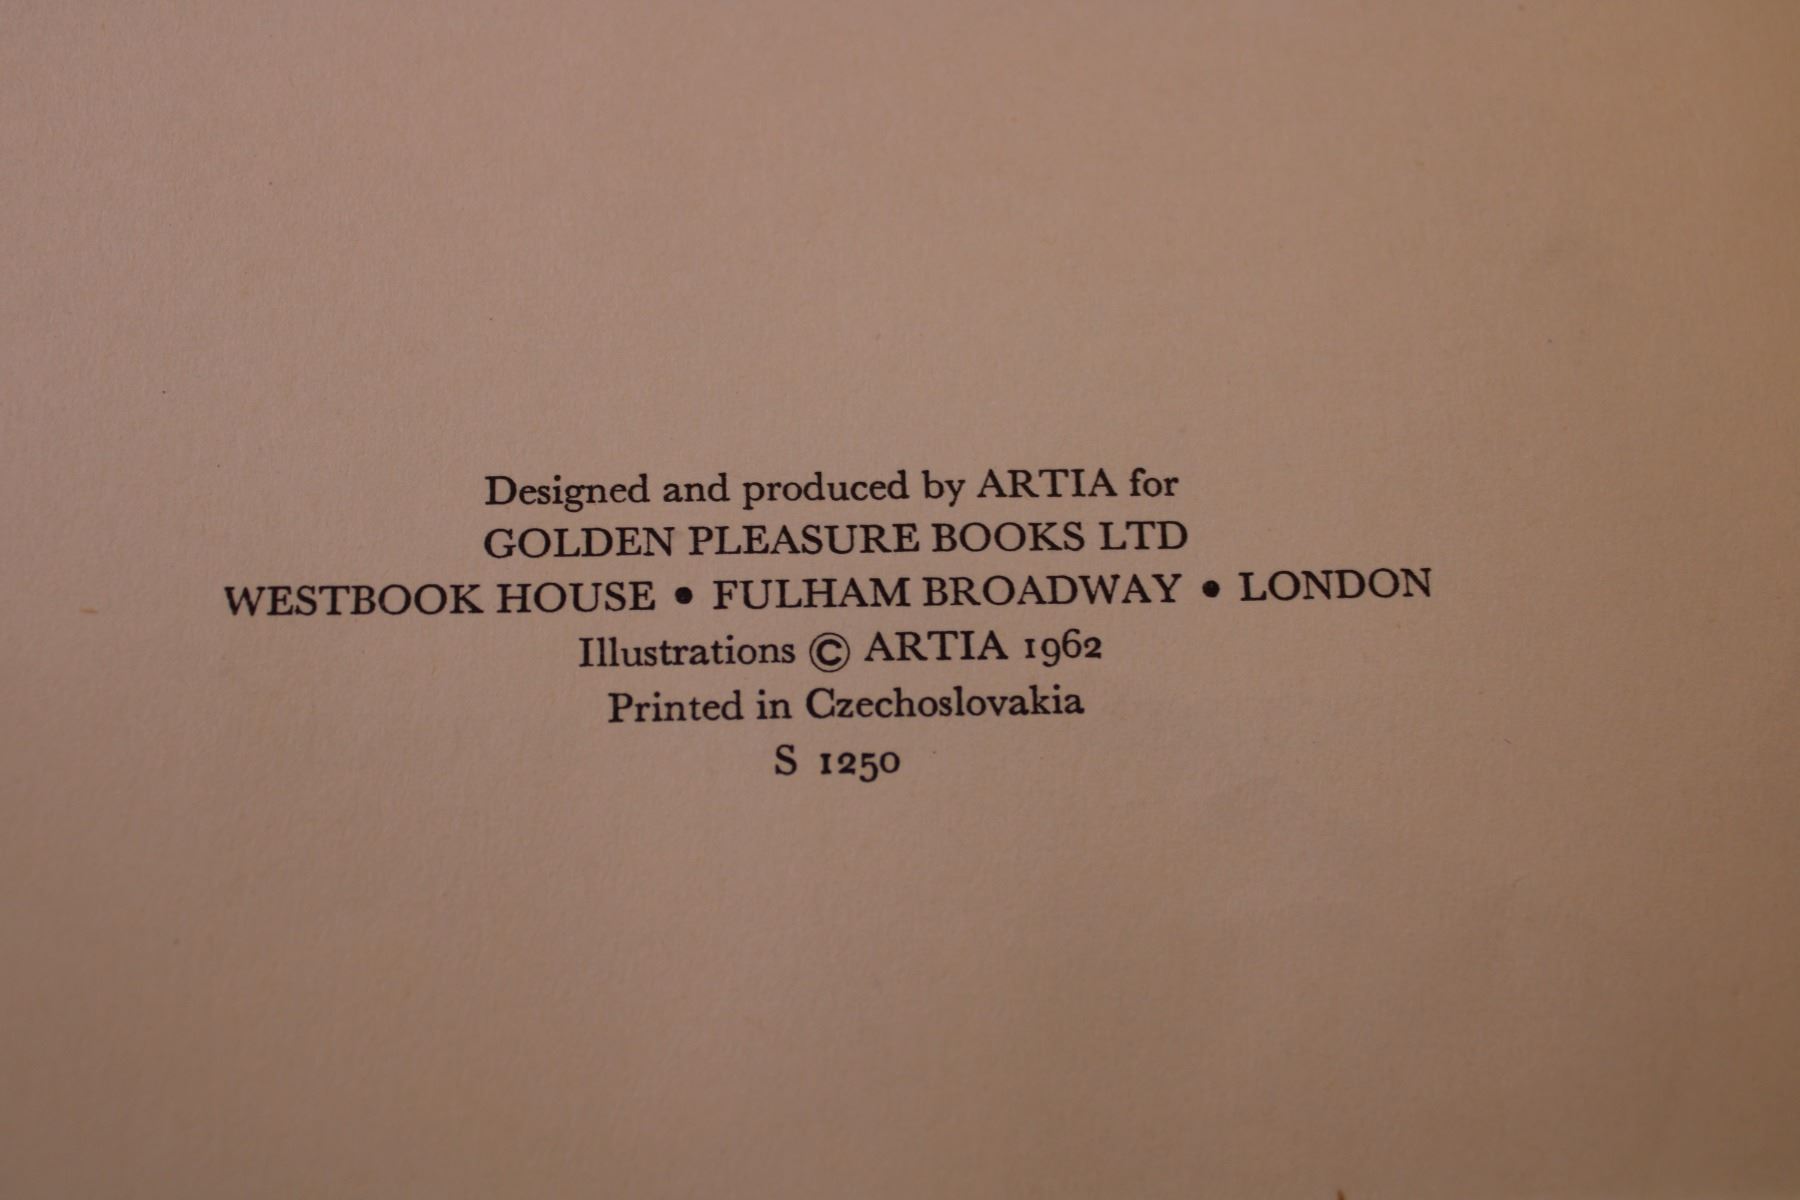 Designed and produced by ARTIA for
GOLDEN PLEASURE BOOKS LTD
WESTBOOK HOUSE • FULHAM BROADWAY • LONDON
Illustrations © ARTIA 1962
Printed in Czechoslovakia
S 1250